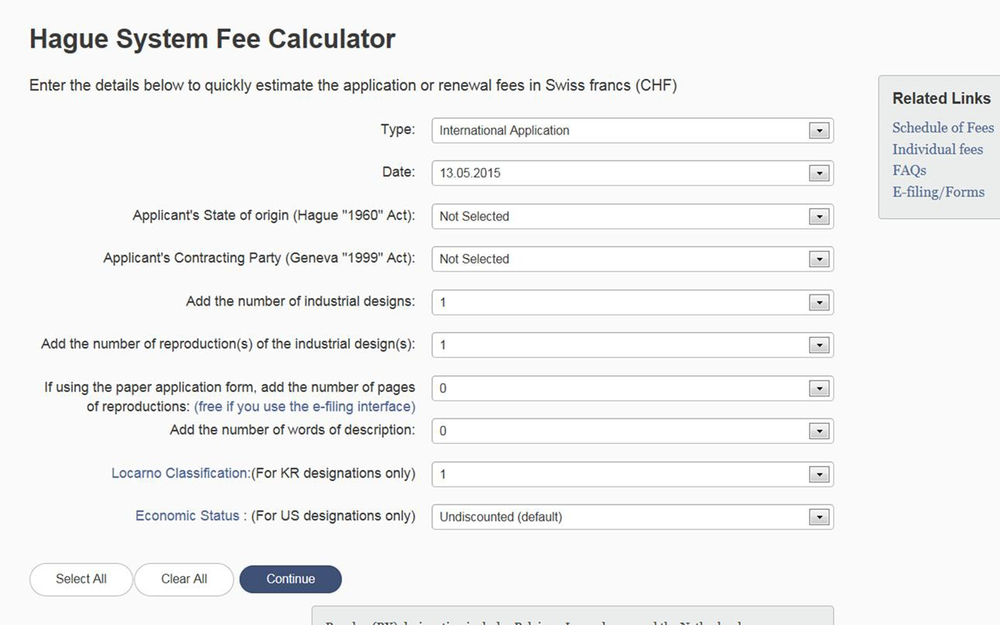 Hague System Fee Calculator
Enter the details below to quickly estimate the application or renewal fees in Swiss francs (CHF)
Type: International Application
Date: 13.05.2015
Applicant's State of origin (Hague "1960" Act): Not Selected
Applicant's Contracting Party (Geneva "1999" Act): Not Selected
Add the number of industrial designs: 1
Add the number of reproduction(s) of the industrial design(s): 1
If using the paper application form, add the number of pages 0
of reproductions: (free if you use the e-filing interface)
Add the number of words of description: 0
Locarno Classification:(For KR designations only) 1
Economic Status : (For US designations only) Undiscounted (default)
Select All Clear All Continue
Related Links
Schedule of Fees
Individual fees
FAQs
E-filing/Forms